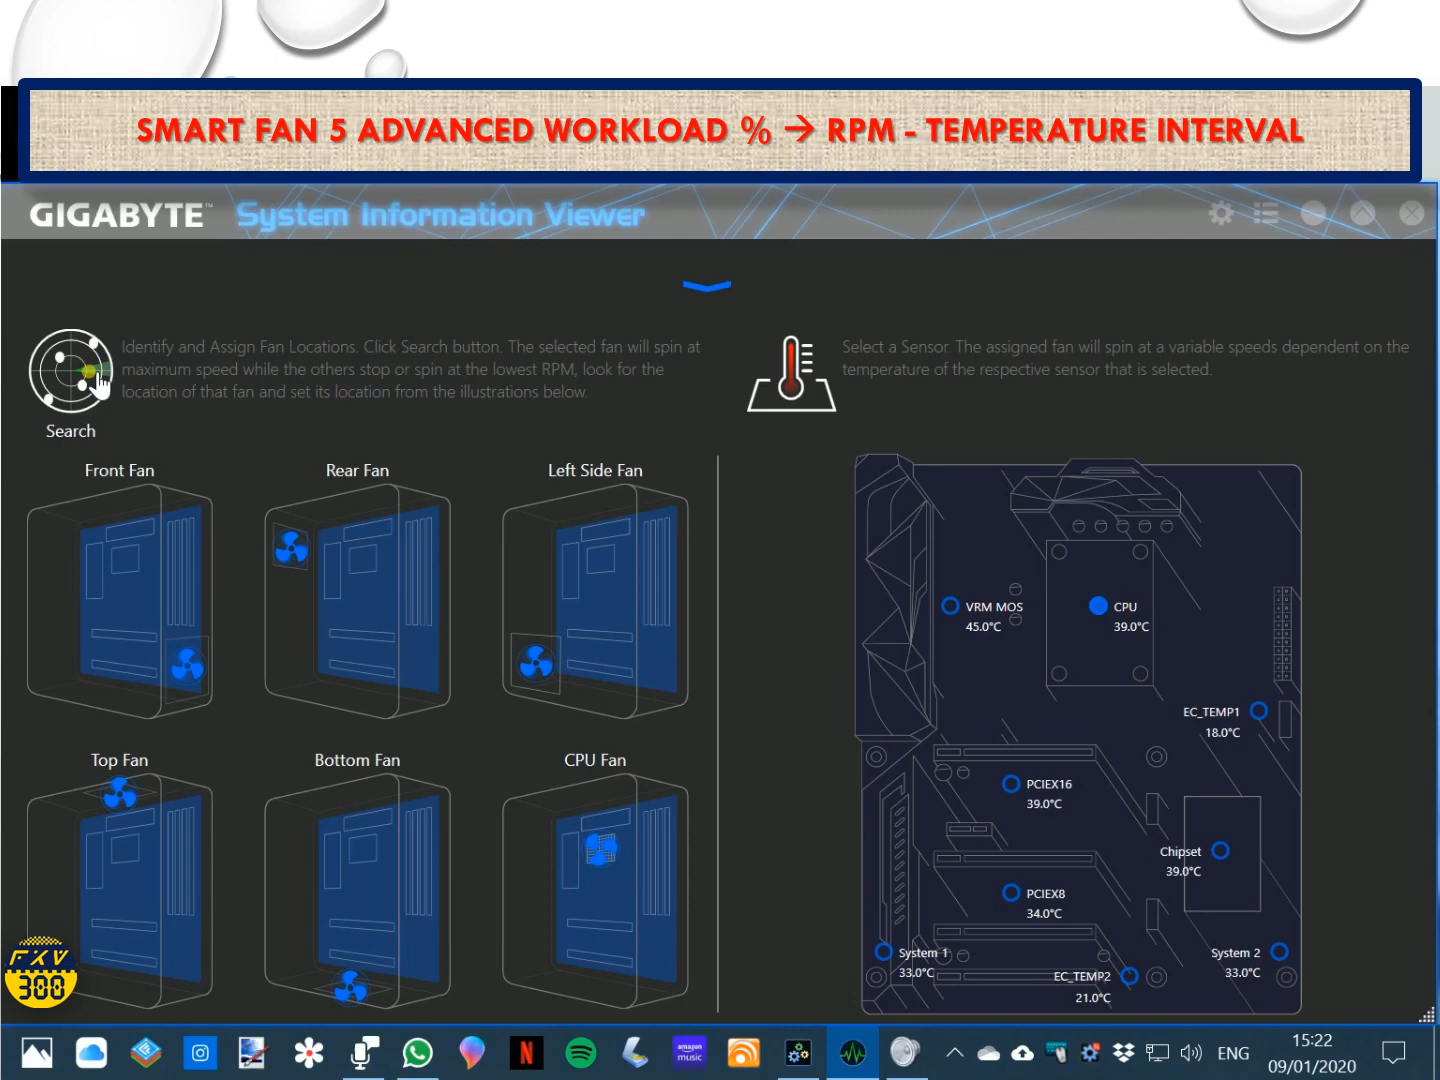 SMART FAN 5 ADVANCED WORKLOAD % → RPM - TEMPERATURE INTERVAL
GIGABYTE™ System Information Viewer
Identify and Assign Fan Locations. Click Search button. The selected fan will spin at
maximum speed while the others stop or spin at the lowest RPM, look for the
location of that fan and set its location from the illustrations below.
Search
Select a Sensor. The assigned fan will spin at a variable speeds dependent on the
temperature of the respective sensor that is selected.
Front Fan
Rear Fan
Left Side Fan
Top Fan
Bottom Fan
CPU Fan
VRM MOS
45.0°C
CPU
39.0°C
EC_TEMP1
18.0°C
PCIEX16
39.0°C
Chipset
39.0°C
PCIEX8
34.0°C
System 1
33.0°C
System 2
33.0°C
EC_TEMP2
21.0°C
FXV
300
N
amazon
music
ENG
15:22
09/01/2020